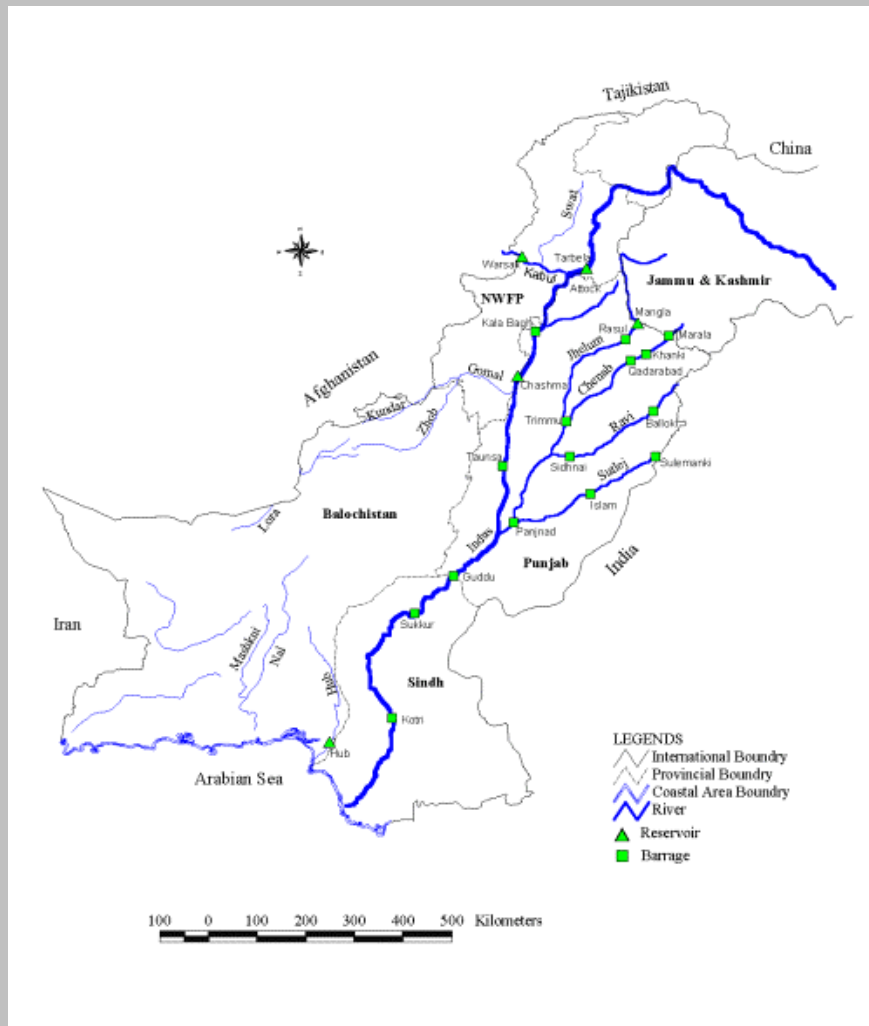 Tajikistan
China
Swat
Warsak
Kabul
Tarbela
Attock
Jammu & Kashmir
NWFP
Kala Bagh
Mangla
Rasul
Marala
Jhelum
Khanki
Qadarabad
Chenab
Afghanistan
Gomal
Chashma
Kundar
Zhob
Trimmu
Ravi
Ballok
Taunsa
Sidhnai
Sutlej
Sulemanki
Islam
Lora
Balochistan
Indus
Panjnad
Punjab
India
Guddu
Iran
Sukkur
Mashkai
Nal
Hub
Sindh
Kotri
Hub
Arabian Sea
LEGENDS
International Boundry
Provincial Boundry
Coastal Area Boundry
River
Reservoir
Barrage
100 0 100 200 300 400 500 Kilometers